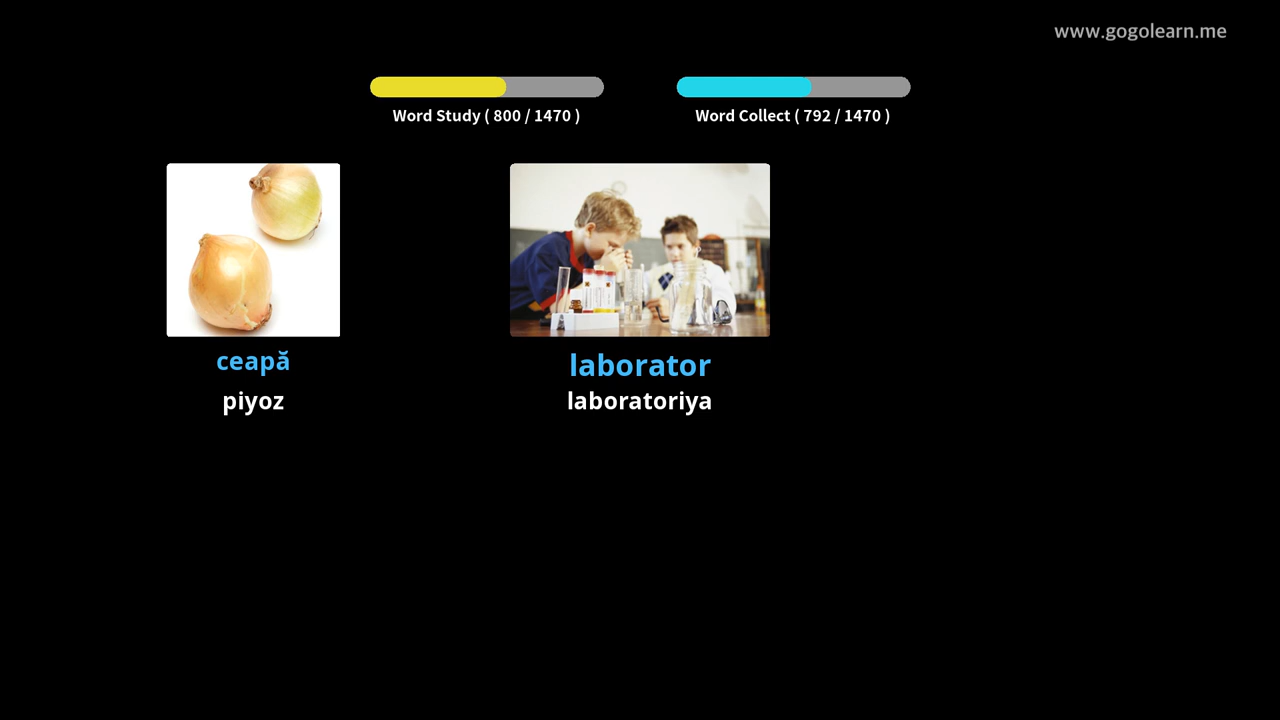 www.gogolearn.me
Word Study ( 800 / 1470 )
Word Collect ( 792 / 1470 )
ceapă
piyoz
laborator
laboratoriya